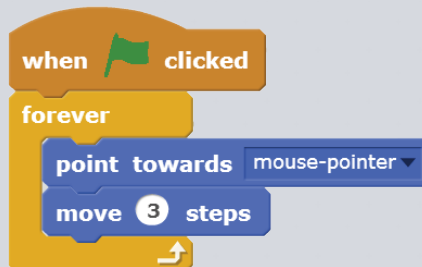 when clicked
forever
point towards mouse-pointer
move 3 steps